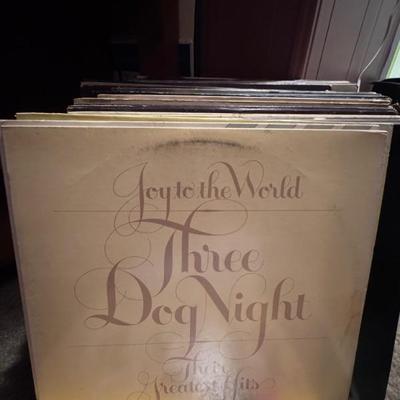 Joy to the World
Three
Dog Night
Their
Greatest Hits